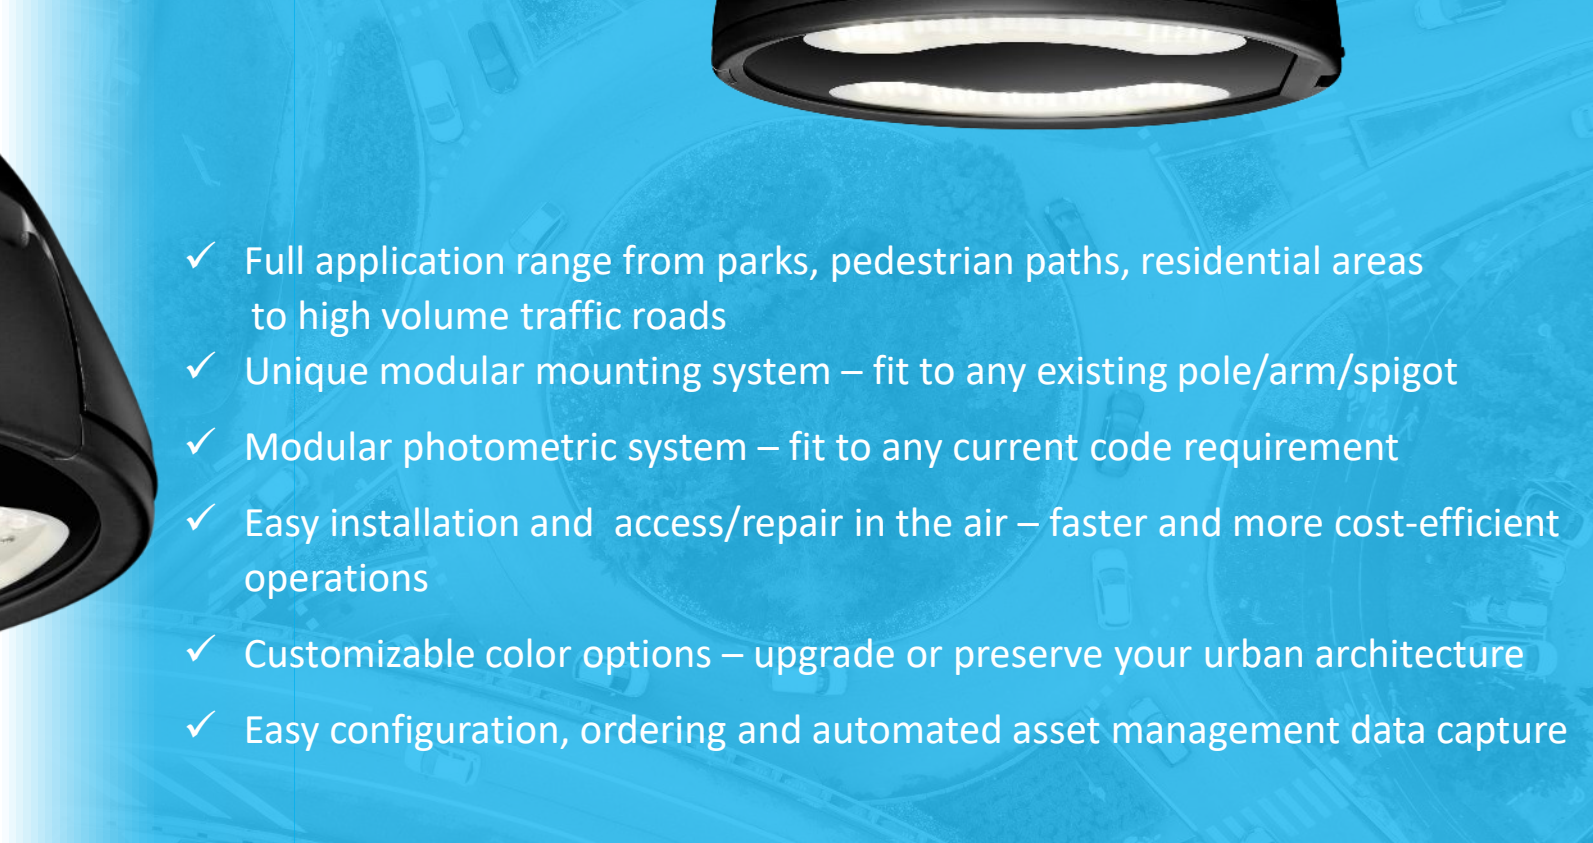 ✓ Full application range from parks, pedestrian paths, residential areas
to high volume traffic roads
✓ Unique modular mounting system – fit to any existing pole/arm/spigot
✓ Modular photometric system – fit to any current code requirement
✓ Easy installation and  access/repair in the air – faster and more cost-efficient
operations
✓ Customizable color options – upgrade or preserve your urban architecture
✓ Easy configuration, ordering and automated asset management data capture